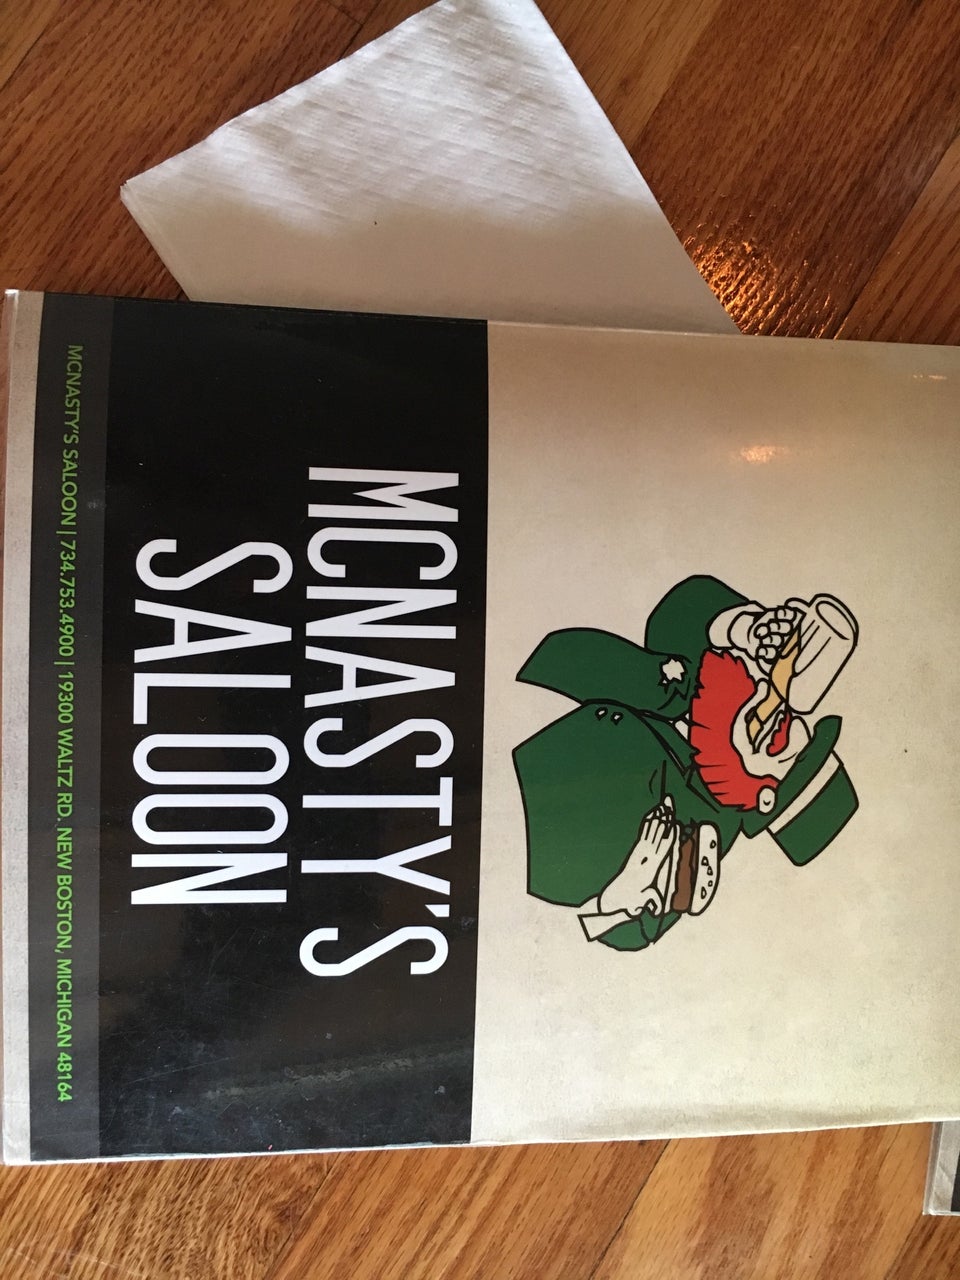 MCNASTY'S
SALOON
MCNASTY'S SALOON | 734.753.4900 | 19300 WALTZ RD. NEW BOSTON, MICHIGAN 48164